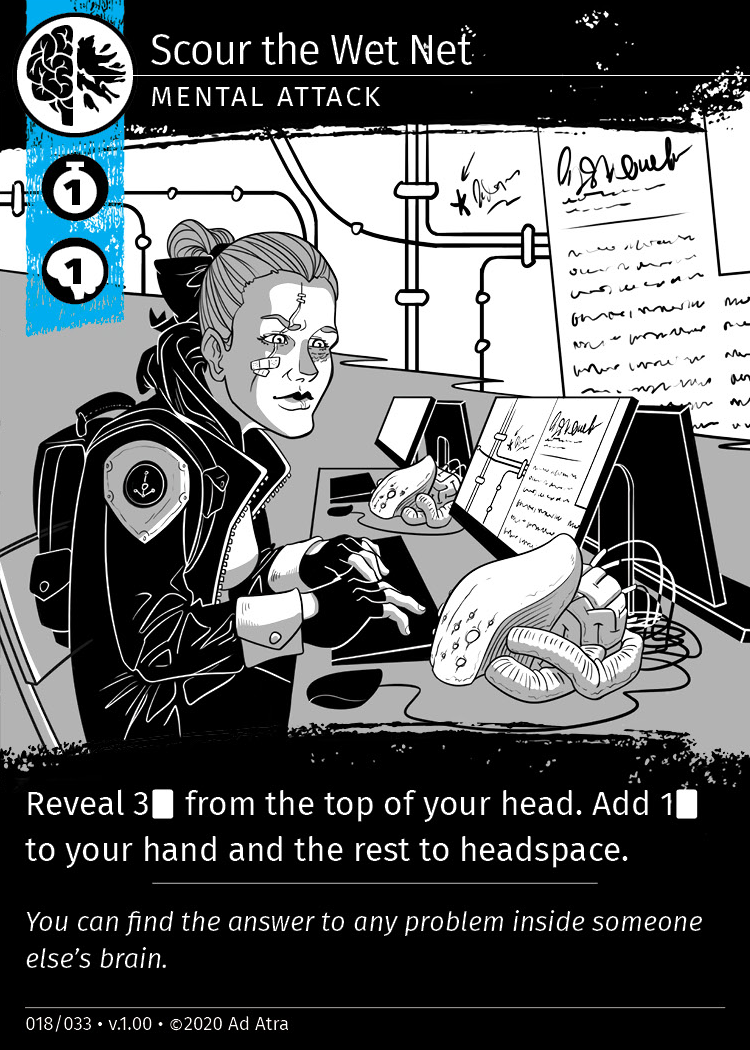 Scour the Wet Net
MENTAL ATTACK
1
1
Reveal 3 from the top of your head. Add 1
to your hand and the rest to headspace.
You can find the answer to any problem inside someone
else’s brain.
018/033 • v.1.00 • ©2020 Ad Atra